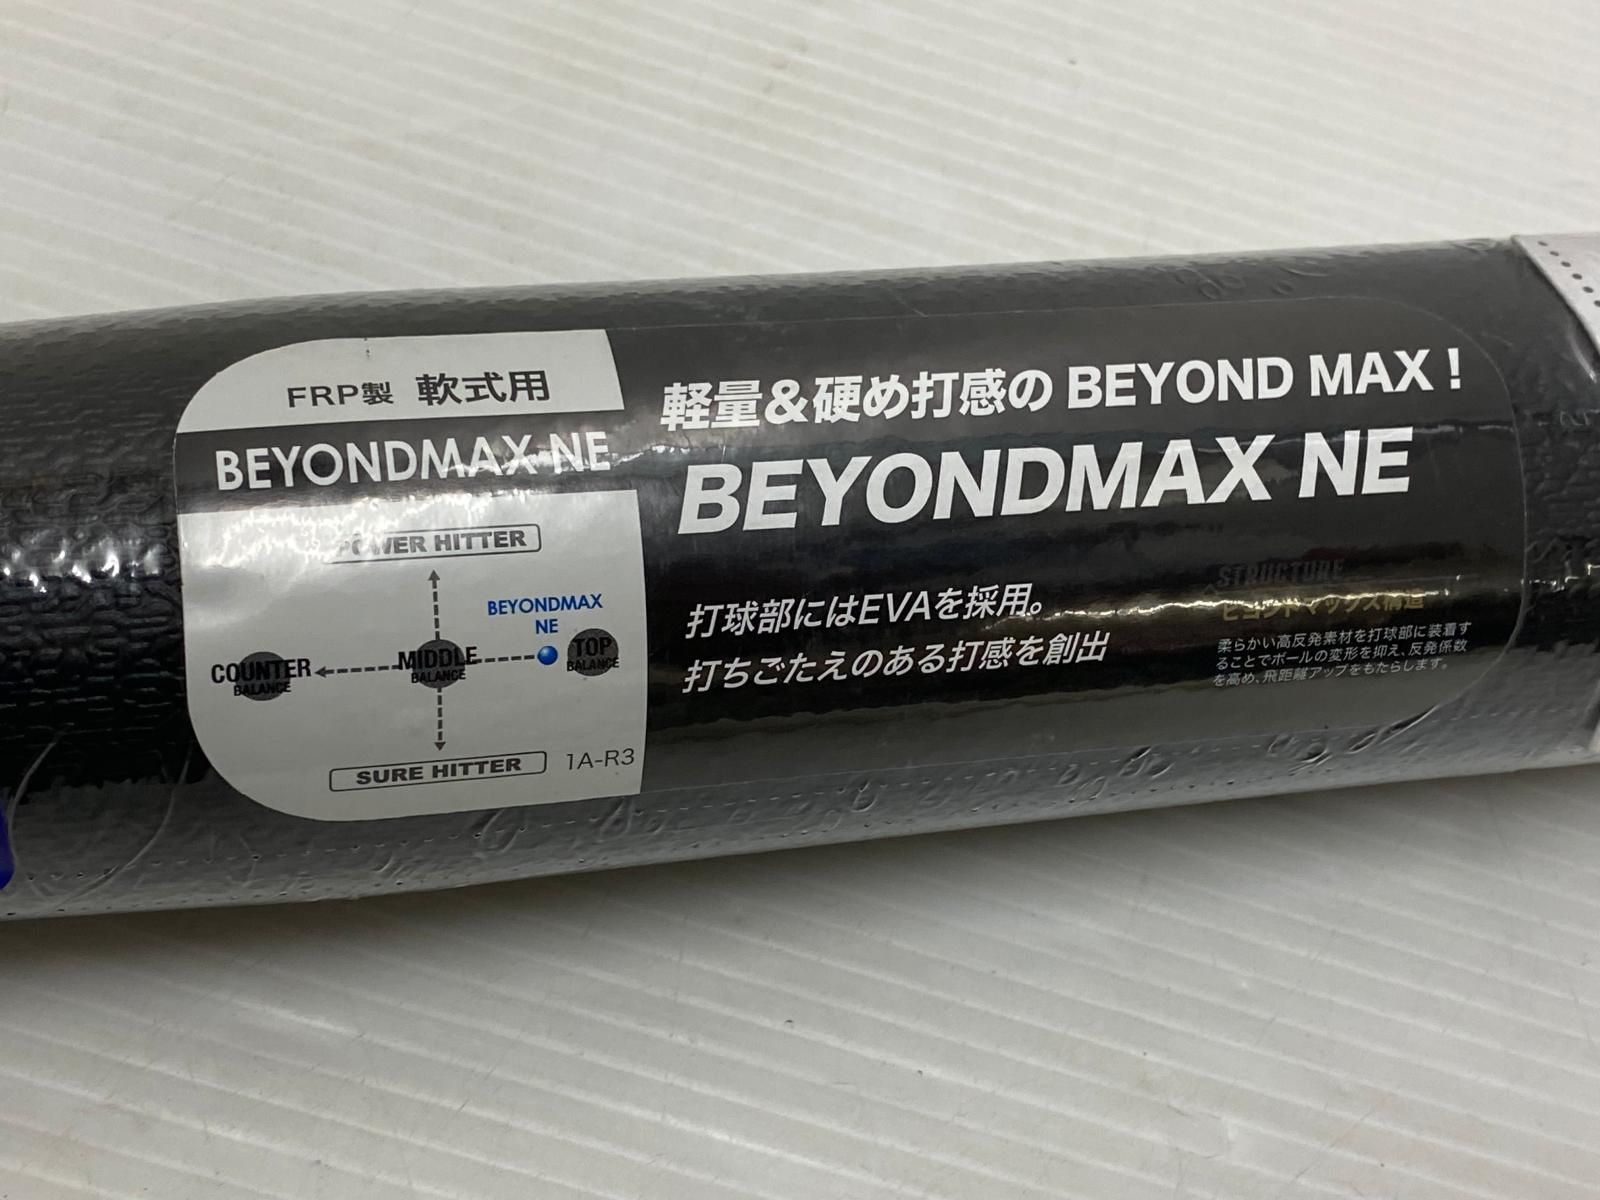 FRP製 軟式用
BEYONDMAX NE
POWER HITTER
BEYONDMAX
NE
COUNTER
BALANCE
MIDDLE
BALANCE
TOP
BALANCE
SURE HITTER
1A-R3
軽量&硬め打感の BEYOND MAX!
BEYONDMAX NE
打球部にはEVAを採用。
打ちごたえのある打感を創出
STRUCTURE
ビヨンドマックス構造
柔らかい高反発素材を打球部に装着す
ることでボールの変形を抑え、反発係数
を高め、飛距離アップをもたらします。